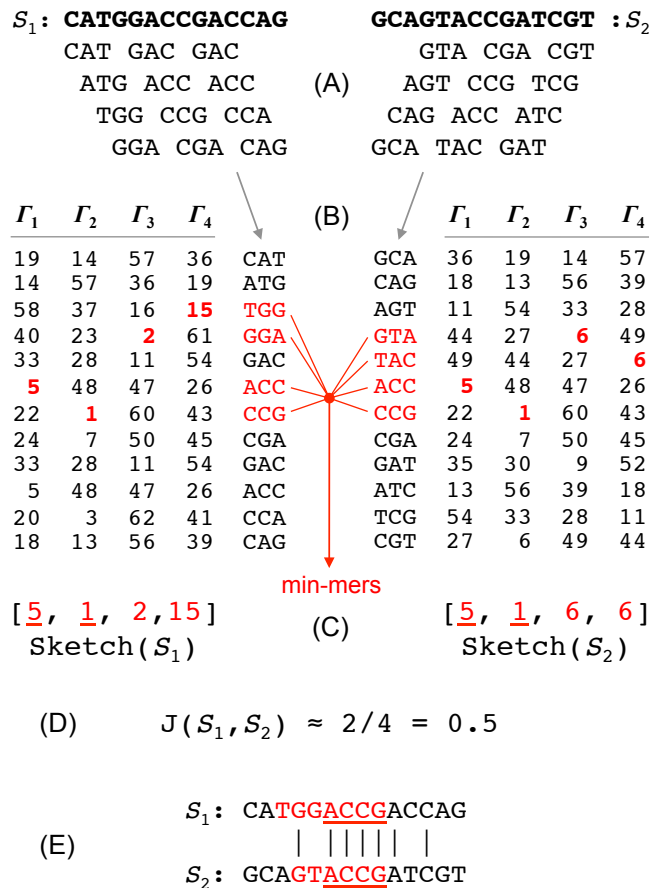 S1: CATGGACCGACCAG GCAGTACCGATCGT :S2
CAT GAC GAC GTA CGA CGT
ATG ACC ACC (A) AGT CCG TCG
TGG CCG CCA CAG ACC ATC
GGA CGA CAG GCA TAC GAT
Γ1 Γ2 Γ3 Γ4 (B) Γ1 Γ2 Γ3 Γ4
19 14 57 36 CAT GCA 36 19 14 57
14 57 36 19 ATG CAG 18 13 56 39
58 37 16 15 TGG AGT 11 54 33 28
40 23 2 61 GGA GTA 44 27 6 49
33 28 11 54 GAC TAC 49 44 27 6
5 48 47 26 ACC ACC 5 48 47 26
22 1 60 43 CCG CCG 22 1 60 43
24 7 50 45 CGA CGA 24 7 50 45
33 28 11 54 GAC GAT 35 30 9 52
5 48 47 26 ACC ATC 13 56 39 18
20 3 62 41 CCA TCG 54 33 28 11
18 13 56 39 CAG CGT 27 6 49 44
min-mers
[5, 1, 2,15] (C) [5, 1, 6, 6]
Sketch(S1) Sketch(S2)
(D) J(S1,S2) ≈ 2/4 = 0.5
S1: CATGGACCGACCAG
(E) | ||||| |
S2: GCAGTACCGATCGT